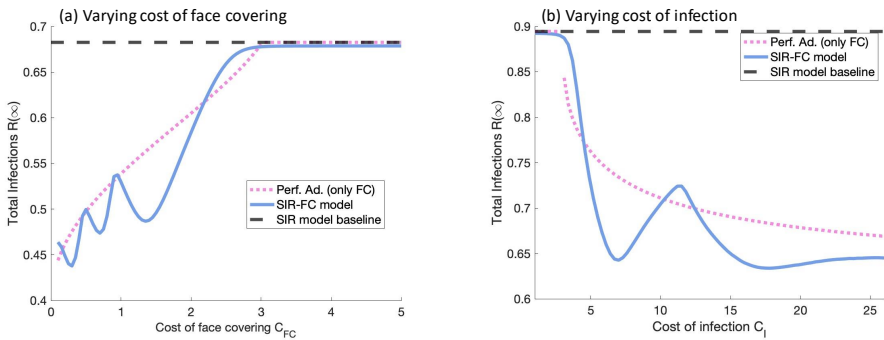 (a) Varying cost of face covering
0.7
0.65
0.6
0.55
0.5
0.45
0.4
Total Infections R(∞)
Perf. Ad. (only FC)
SIR-FC model
SIR model baseline
0 1 2 3 4 5
Cost of face covering C_FC
(b) Varying cost of infection
0.9
0.85
0.8
0.75
0.7
0.65
0.6
Total Infections R(∞)
Perf. Ad. (only FC)
SIR-FC model
SIR model baseline
5 10 15 20 25
Cost of infection C_I